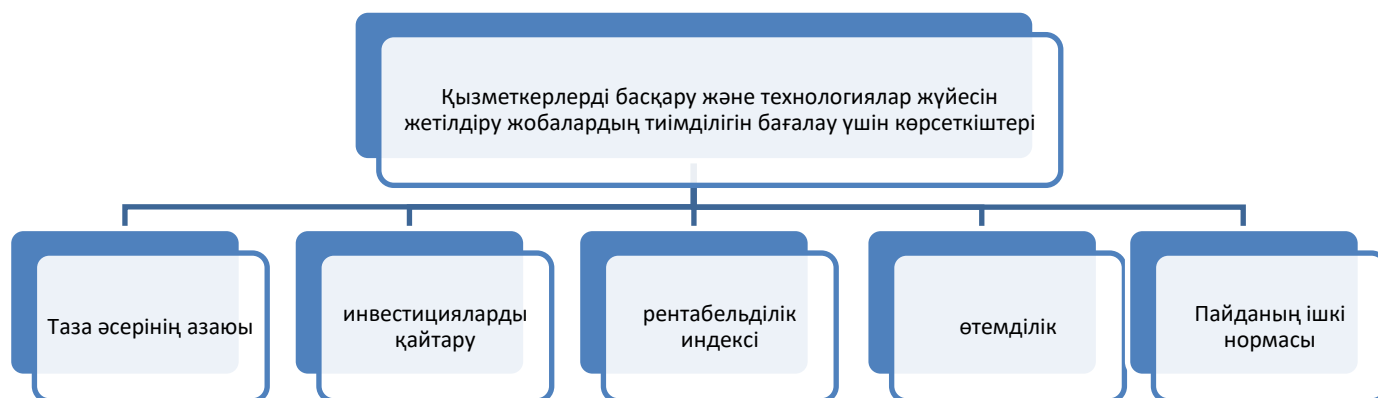 Қызметкерлерді басқару және технологиялар жүйесін
жетілдіру жобалардың тиімділігін бағалау үшін көрсеткіштері
Таза әсерінің азаюы
инвестицияларды
қайтару
рентабельділік
индексі
өтемділік
Пайданың ішкі
нормасы